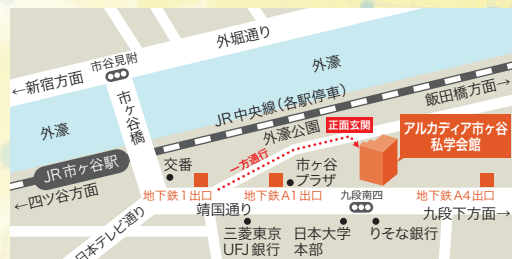 外堀通り
市谷見附
←新宿方面
外濠
飯田橋方面→
JR中央線(各駅停車)
市ヶ谷橋
外濠
外濠公園
正面玄関
アルカディア市ヶ谷
私学会館
JR市ヶ谷駅
一方通行
交番
市ヶ谷
プラザ
←四ツ谷方面
地下鉄1出口
地下鉄A1出口
九段南四
地下鉄A4出口
靖国通り
九段下方面→
日本テレビ通り
三菱東京
UFJ銀行
日本大学
本部
りそな銀行